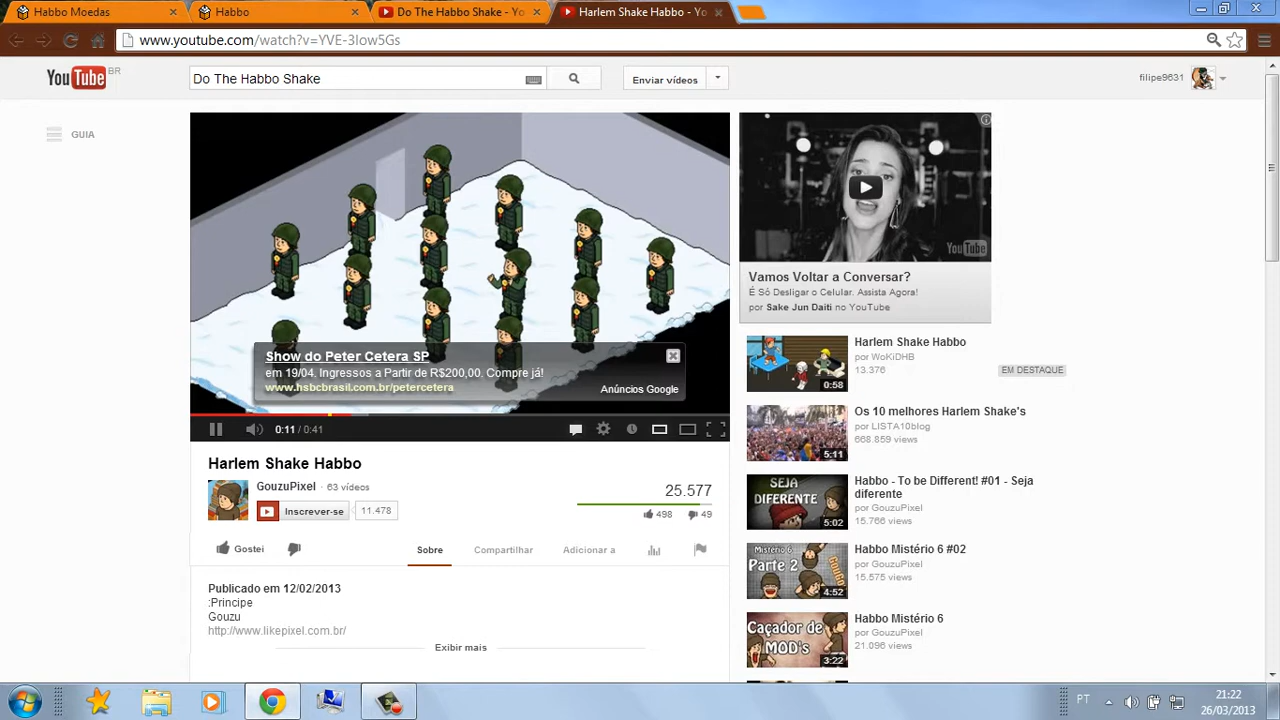 Habbo Moedas
Habbo
Do The Habbo Shake - Yo
Harlem Shake Habbo - Yo
www.youtube.com/watch?v=YVE-3Iow5Gs
YouTube BR
Do The Habbo Shake
Enviar vídeos
filipe9631
GUIA
Show do Peter Cetera SP
em 19/04. Ingressos a Partir de R$200,00. Compre já!
www.hsbcbrasil.com.br/petercetera
Anúncios Google
0:11 / 0:41
Harlem Shake Habbo
GouzuPixel · 63 vídeos
Inscrever-se
11.478
25.577
498
49
Gostei
Sobre
Compartilhar
Adicionar a
Publicado em 12/02/2013
:Principe
Gouzu
http://www.likepixel.com.br/
Exibir mais
YouTube
Vamos Voltar a Conversar?
É Só Desligar o Celular. Assista Agora!
por Sake Jun Daiti no YouTube
Harlem Shake Habbo
por WoKiDHB
13.376
EM DESTAQUE
0:58
Os 10 melhores Harlem Shake's
por LISTA10blog
668.859 views
5:11
SEJA
DIFERENTE
5:02
Habbo - To be Different! #01 - Seja
diferente
por GouzuPixel
15.766 views
Mistério 6
Parte 2
4:52
Habbo Mistério 6 #02
por GouzuPixel
15.575 views
Caçador de
MOD's
3:22
Habbo Mistério 6
por GouzuPixel
21.096 views
PT
21:22
26/03/2013